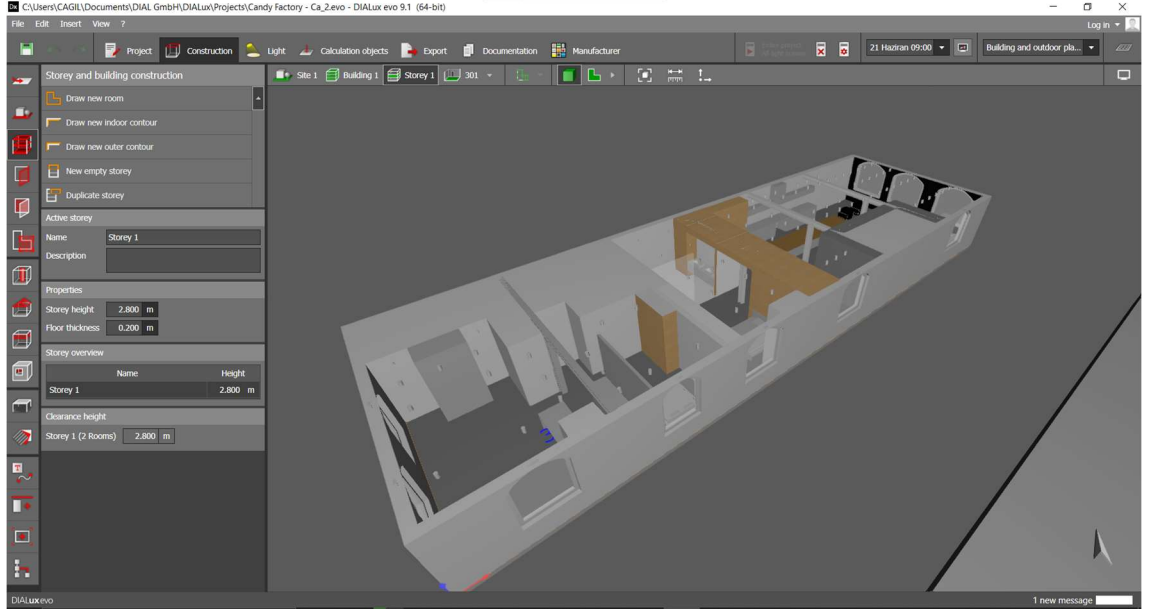 C:\Users\CAGIL\Documents\DIAL GmbH\DIALux\Projects\Candy Factory - Ca_2.evo - DIALux evo 9.1 (64-bit)
File Edit Insert View ?
Log in
Project Construction Light Calculation objects Export Documentation Manufacturer
21 Haziran 09:00 Building and outdoor pla...
Storey and building construction
Site 1 Building 1 Storey 1 301
Draw new room
Draw new indoor contour
Draw new outer contour
New empty storey
Duplicate storey
Active storey
Name Storey 1
Description
Properties
Storey height 2.800 m
Floor thickness 0.200 m
Storey overview
Name Height
Storey 1 2.800 m
Clearance height
Storey 1 (2 Rooms) 2.800 m
DIALux evo
1 new message